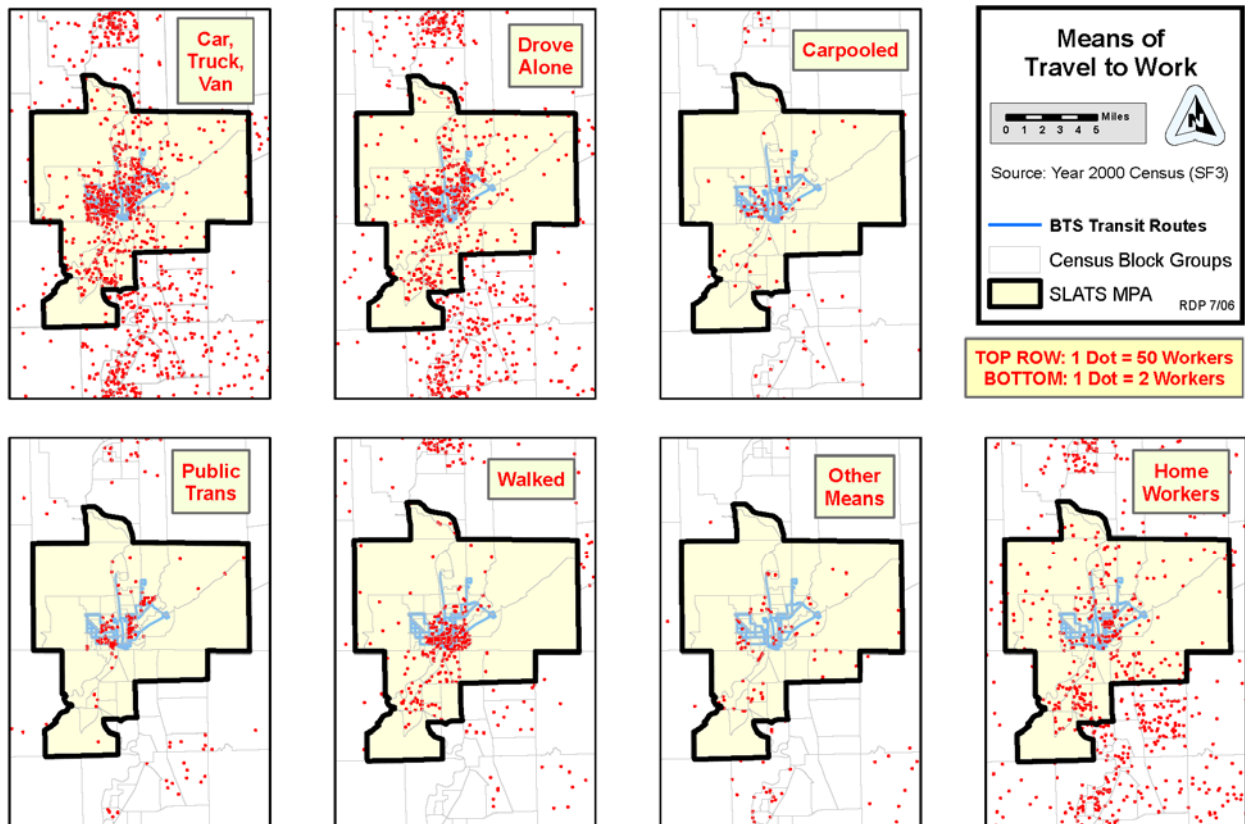 Car,
Truck,
Van
Drove
Alone
Carpooled
Means of
Travel to Work
Miles
0 1 2 3 4 5
N
Source: Year 2000 Census (SF3)
BTS Transit Routes
Census Block Groups
SLATS MPA
RDP 7/06
TOP ROW: 1 Dot = 50 Workers
BOTTOM: 1 Dot = 2 Workers
Public
Trans
Walked
Other
Means
Home
Workers